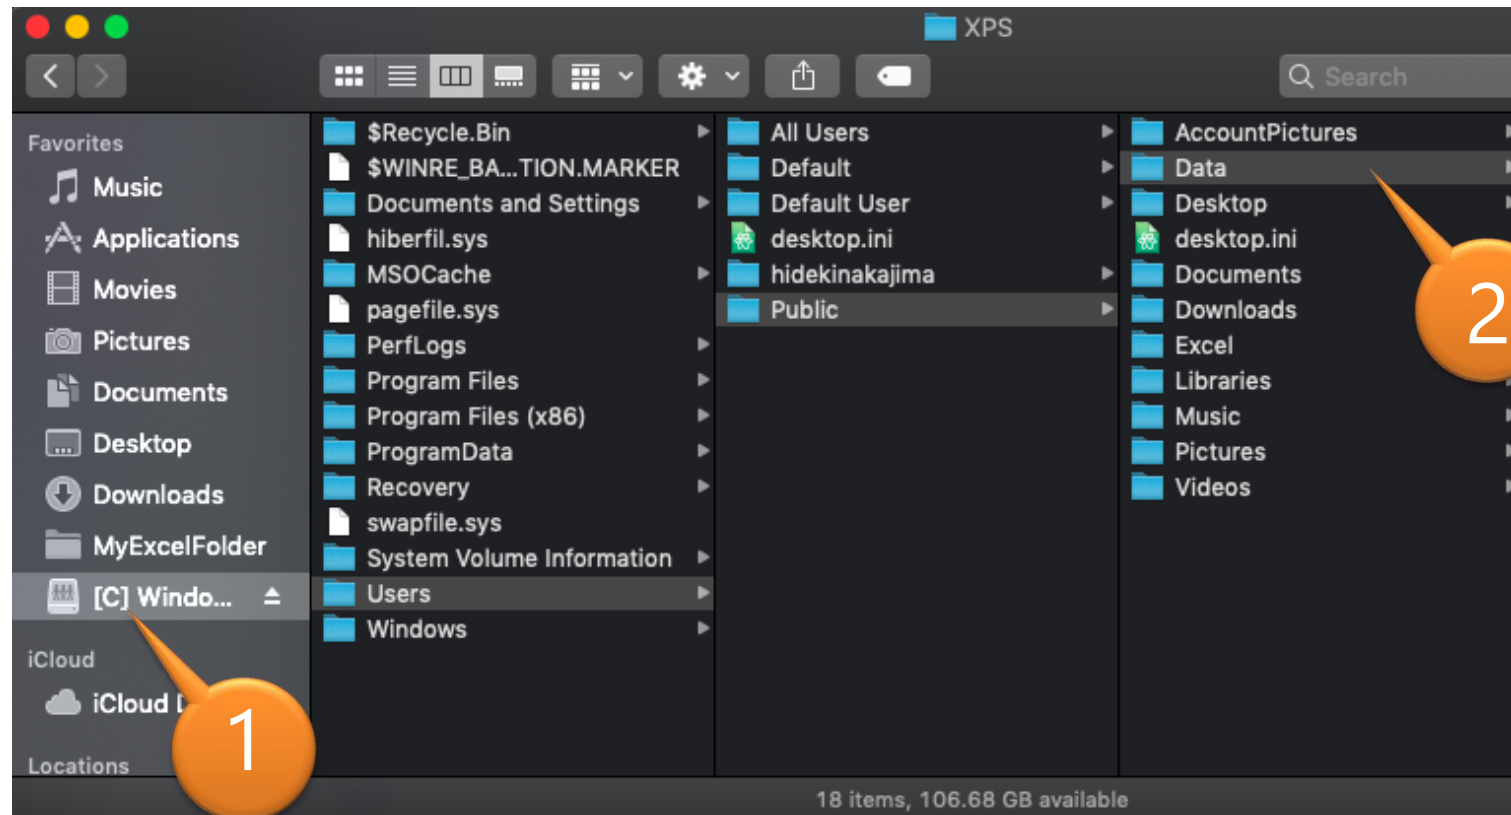 XPS
Search
Favorites
Music
Applications
Movies
Pictures
Documents
Desktop
Downloads
MyExcelFolder
[C] Windo...
iCloud
iCloud
Locations
$Recycle.Bin
$WINRE_BA...TION.MARKER
Documents and Settings
hiberfil.sys
MSOCache
pagefile.sys
PerfLogs
Program Files
Program Files (x86)
ProgramData
Recovery
swapfile.sys
System Volume Information
Users
Windows
All Users
Default
Default User
desktop.ini
hidekinakajima
Public
AccountPictures
Data
Desktop
desktop.ini
Documents
Downloads
Excel
Libraries
Music
Pictures
Videos
1
2
18 items, 106.68 GB available